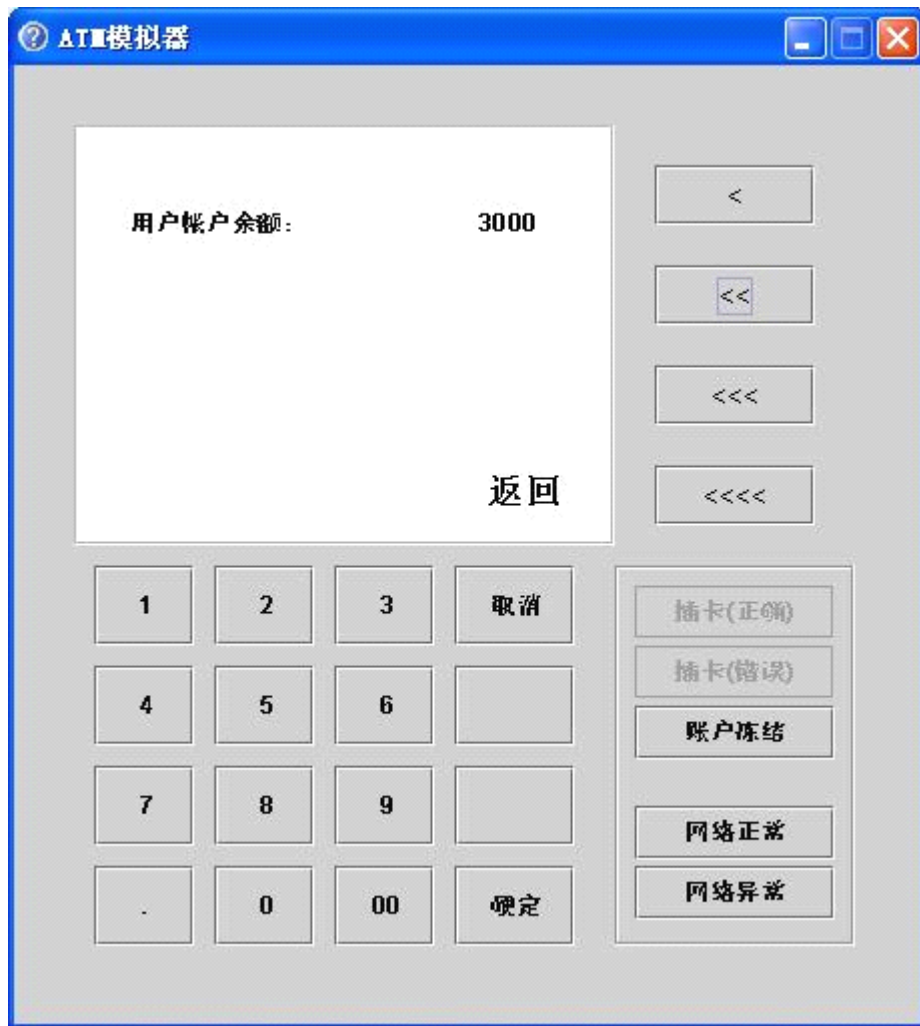 ATM模拟器
用户帐户余额: 3000
返回
<
<<
<<<
<<<<
1 2 3 取消
4 5 6
7 8 9
. 0 00 确定
插卡(正确)
插卡(错误)
账户冻结
网络正常
网络异常